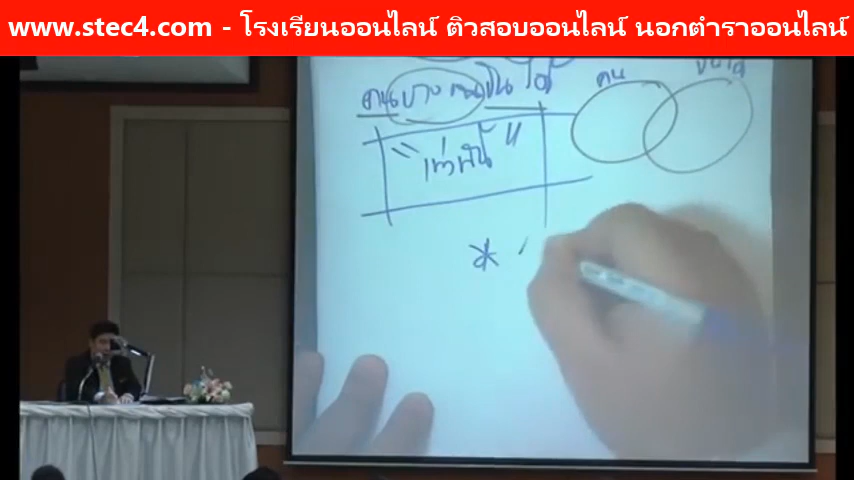 www.stec4.com - โรงเรียนออนไลน์ ติวสอบออนไลน์ นอกตำราออนไลน์
คน
คนบางคนบินได้
"เท่านั้น"
*